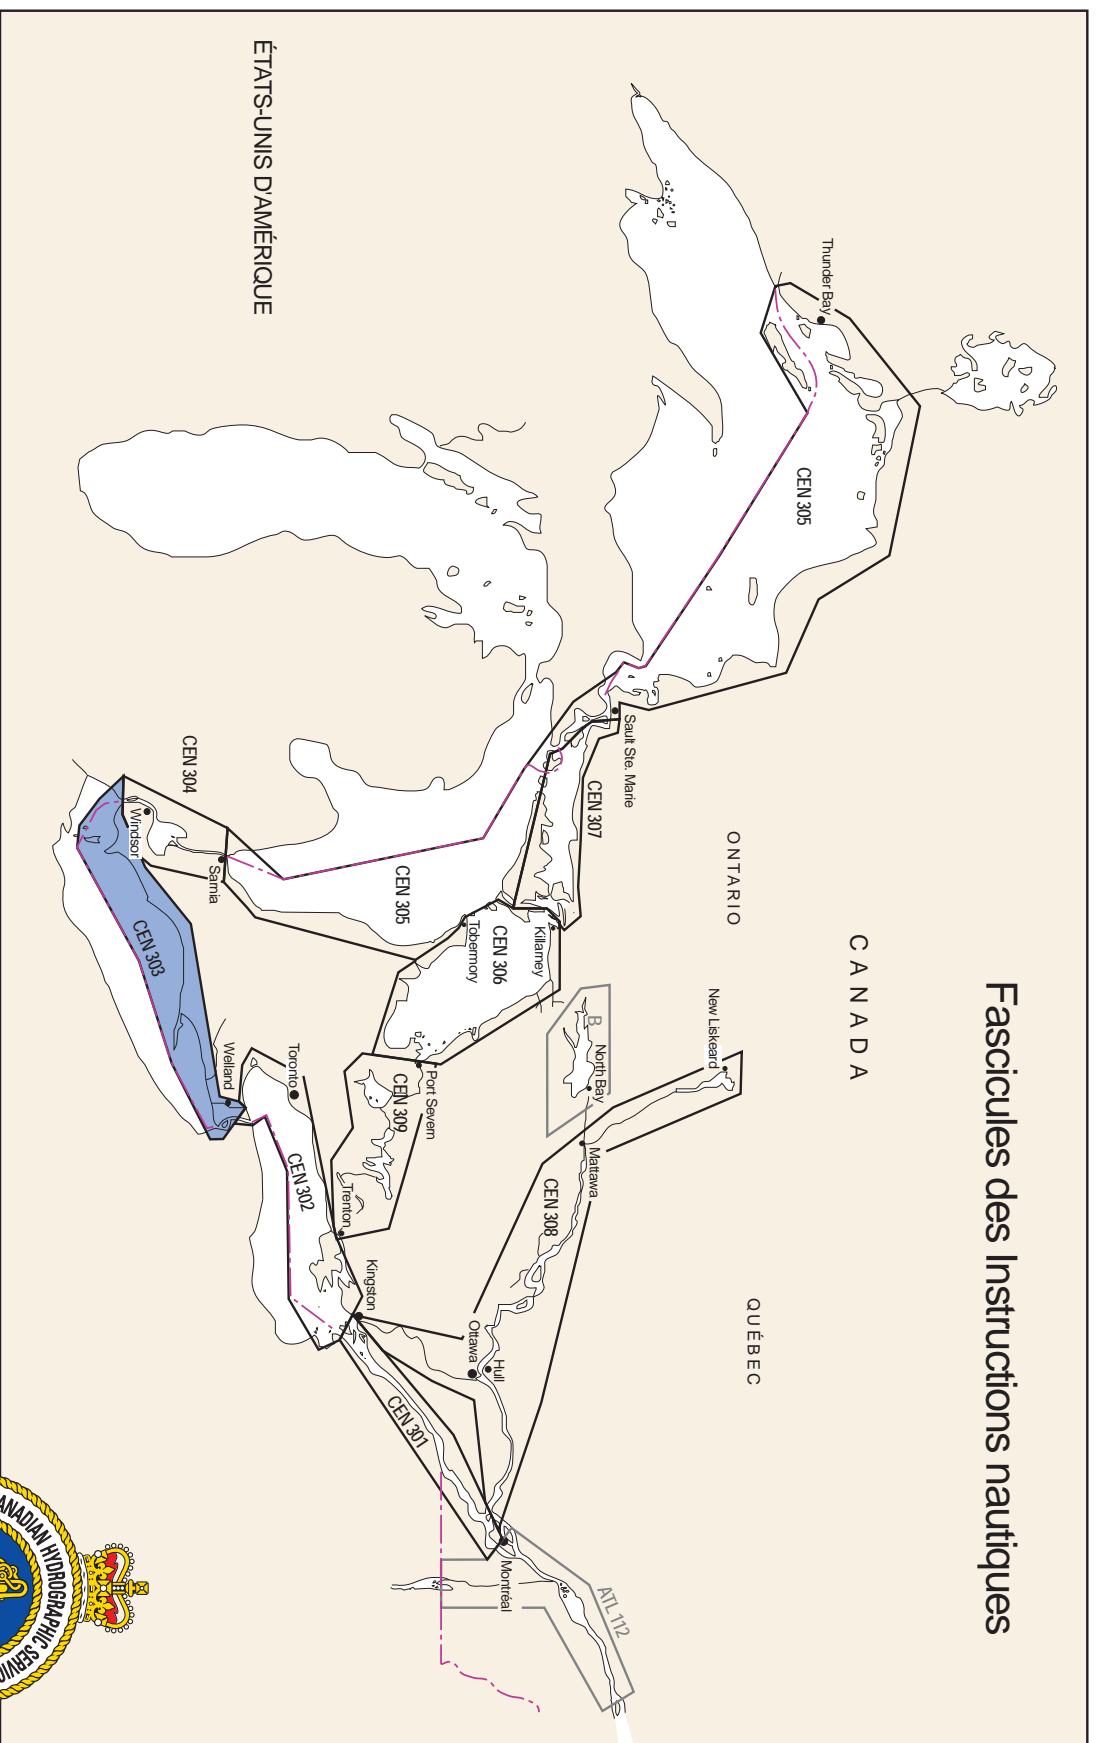 Fascicules des Instructions nautiques
CANADA
ONTARIO
QUÉBEC
ÉTATS-UNIS D'AMÉRIQUE
Thunder Bay
CEN 305
Sault Ste. Marie
CEN 307
New Liskeard
B
North Bay
Mattawa
CEN 308
Killarney
CEN 306
Tobermory
CEN 305
Port Severn
CEN 309
Trenton
Kingston
Hull
Ottawa
CEN 301
Montréal
ATL 112
CEN 304
Sarnia
Windsor
CEN 303
Welland
Toronto
CEN 302
CANADIAN HYDROGRAPHIC SERVIC